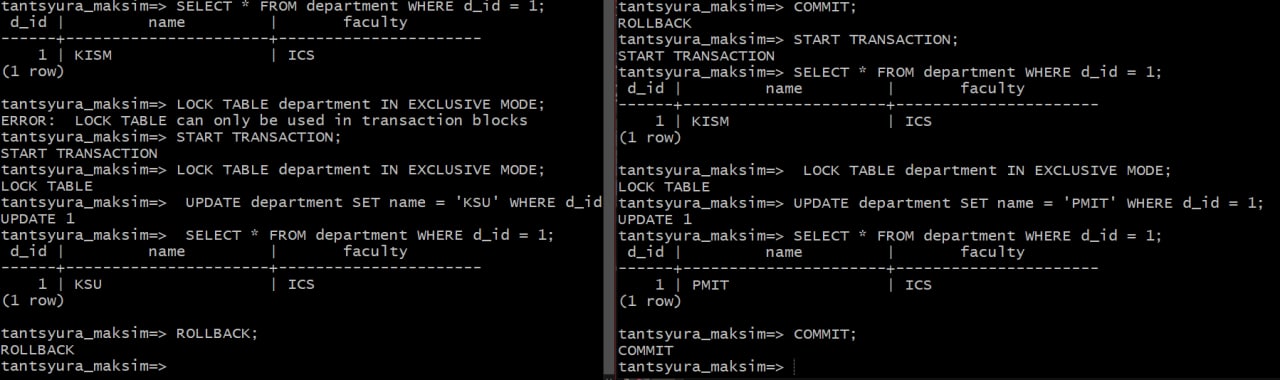 tantsyura_maksim=> SELECT * FROM department WHERE d_id = 1;
 d_id |          name          |        faculty
------+------------------------+-----------------------
    1 | KISM                   | ICS
(1 row)
tantsyura_maksim=> LOCK TABLE department IN EXCLUSIVE MODE;
ERROR:  LOCK TABLE can only be used in transaction blocks
tantsyura_maksim=> START TRANSACTION;
START TRANSACTION
tantsyura_maksim=> LOCK TABLE department IN EXCLUSIVE MODE;
LOCK TABLE
tantsyura_maksim=>  UPDATE department SET name = 'KSU' WHERE d_id
UPDATE 1
tantsyura_maksim=>  SELECT * FROM department WHERE d_id = 1;
 d_id |          name          |        faculty
------+------------------------+-----------------------
    1 | KSU                    | ICS
(1 row)
tantsyura_maksim=> ROLLBACK;
ROLLBACK
tantsyura_maksim=>
tantsyura_maksim=> COMMIT;
ROLLBACK
tantsyura_maksim=> START TRANSACTION;
START TRANSACTION
tantsyura_maksim=> SELECT * FROM department WHERE d_id = 1;
 d_id |          name          |        faculty
------+------------------------+-----------------------
    1 | KISM                   | ICS
(1 row)
tantsyura_maksim=>  LOCK TABLE department IN EXCLUSIVE MODE;
LOCK TABLE
tantsyura_maksim=> UPDATE department SET name = 'PMIT' WHERE d_id = 1;
UPDATE 1
tantsyura_maksim=> SELECT * FROM department WHERE d_id = 1;
 d_id |          name          |        faculty
------+------------------------+-----------------------
    1 | PMIT                   | ICS
(1 row)
tantsyura_maksim=> COMMIT;
COMMIT
tantsyura_maksim=>